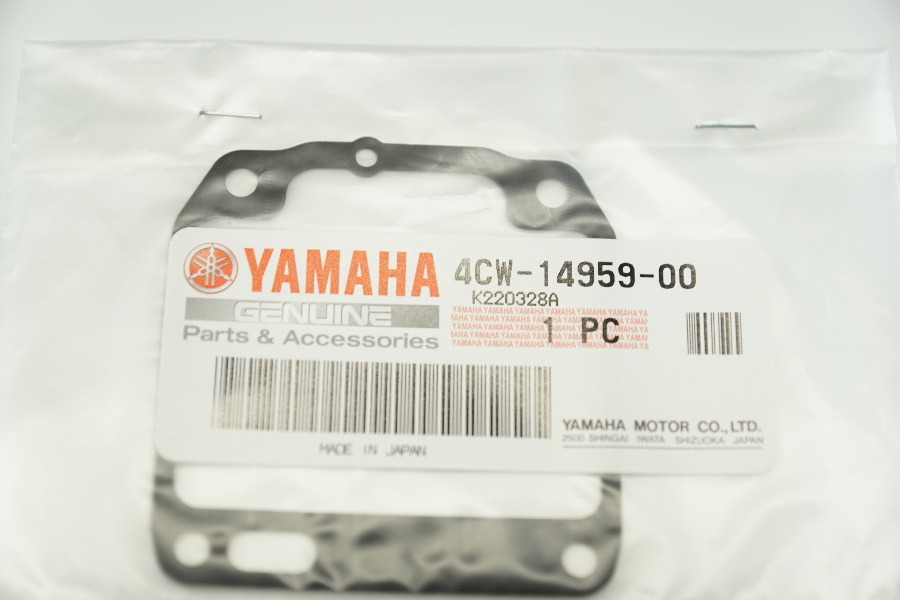 YAMAHA 4CW-14959-00
K220328A
GENUINE
1 PC
Parts & Accessories
YAMAHA MOTOR CO.,LTD.
2500 SHINGAI IWATA SHIZUOKA JAPAN
MADE IN JAPAN